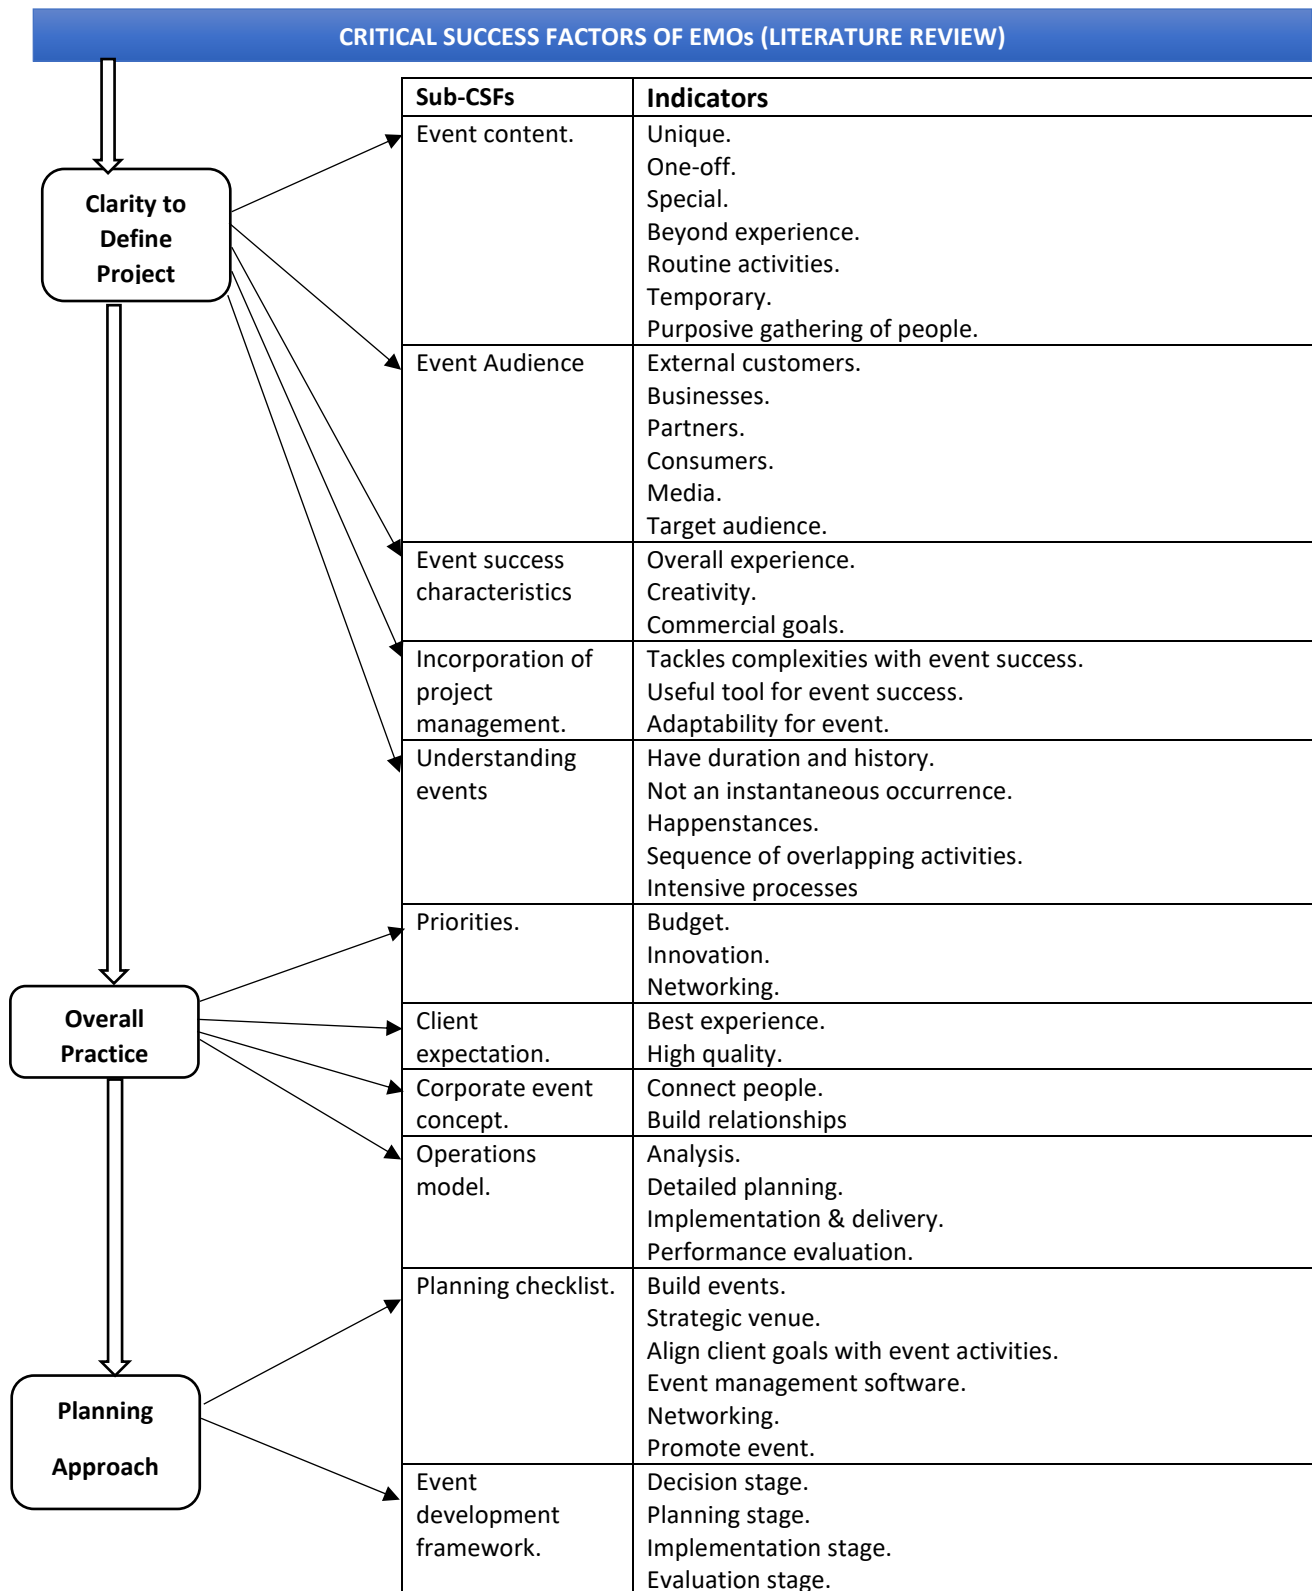 CRITICAL SUCCESS FACTORS OF EMOs (LITERATURE REVIEW)
Sub-CSFs
Indicators
Clarity to
Define
Project
Event content.
Unique.
One-off.
Special.
Beyond experience.
Routine activities.
Temporary.
Purposive gathering of people.
Event Audience
External customers.
Businesses.
Partners.
Consumers.
Media.
Target audience.
Event success
characteristics
Overall experience.
Creativity.
Commercial goals.
Incorporation of
project
management.
Tackles complexities with event success.
Useful tool for event success.
Adaptability for event.
Understanding
events
Have duration and history.
Not an instantaneous occurrence.
Happenstances.
Sequence of overlapping activities.
Intensive processes
Overall
Practice
Priorities.
Budget.
Innovation.
Networking.
Client
expectation.
Best experience.
High quality.
Corporate event
concept.
Connect people.
Build relationships
Operations
model.
Analysis.
Detailed planning.
Implementation & delivery.
Performance evaluation.
Planning
Approach
Planning checklist.
Build events.
Strategic venue.
Align client goals with event activities.
Event management software.
Networking.
Promote event.
Event
development
framework.
Decision stage.
Planning stage.
Implementation stage.
Evaluation stage.